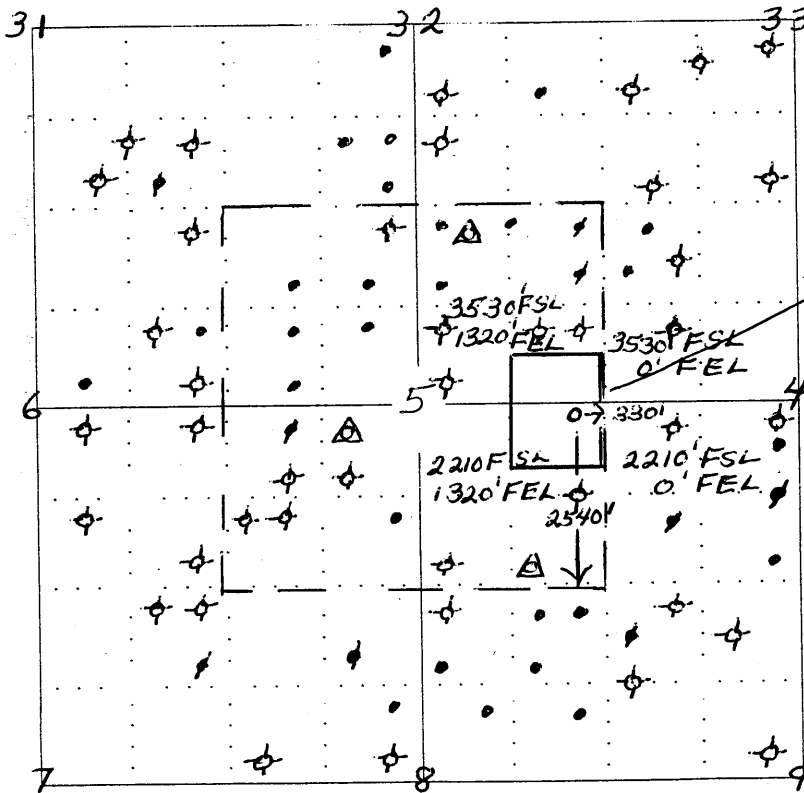 31 32 33
3530'FSL
1320'FEL
3530'FSL
0'FEL
6 5 4
0→ 330'
2210'FSL
1320'FEL
2210'FSL
0'FEL
2540'
7 8 9